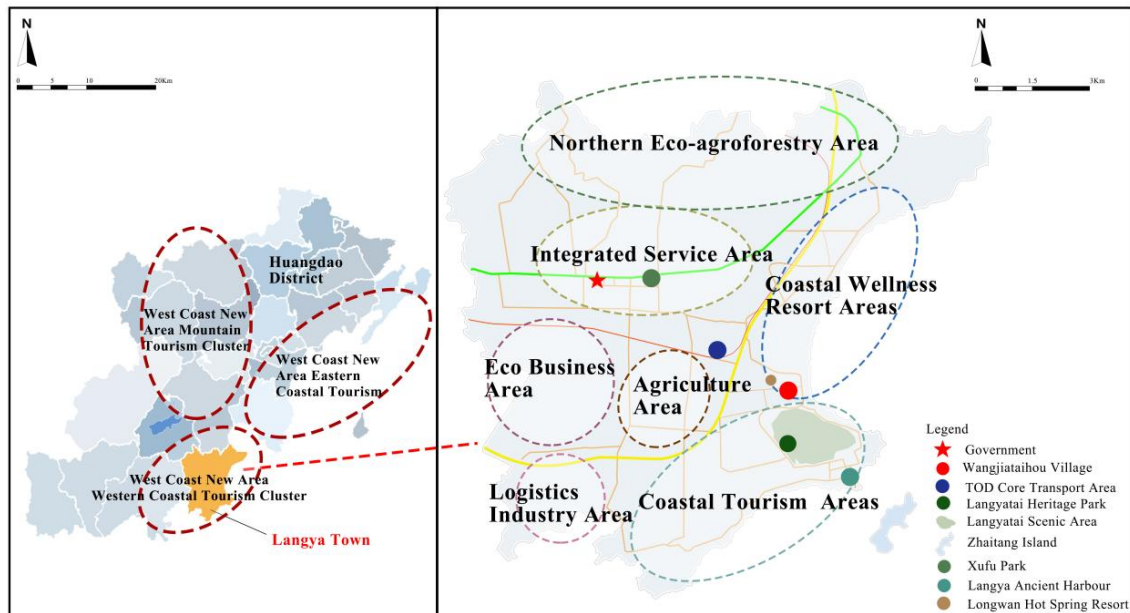 N
0 5 10 20Km
Huangdao
District
West Coast New
Area Mountain
Tourism Cluster
West Coast New
Area Eastern
Coastal Tourism
West Coast New Area
Western Coastal Tourism Cluster
Langya Town
N
0 1.5 3Km
Northern Eco-agroforestry Area
Integrated Service Area
Coastal Wellness
Resort Areas
Eco Business
Area
Agriculture
Area
Logistics
Industry Area
Coastal Tourism Areas
Legend
Government
Wangjiataihou Village
TOD Core Transport Area
Langyatai Heritage Park
Langyatai Scenic Area
Zhaitang Island
Xufu Park
Langya Ancient Harbour
Longwan Hot Spring Resort